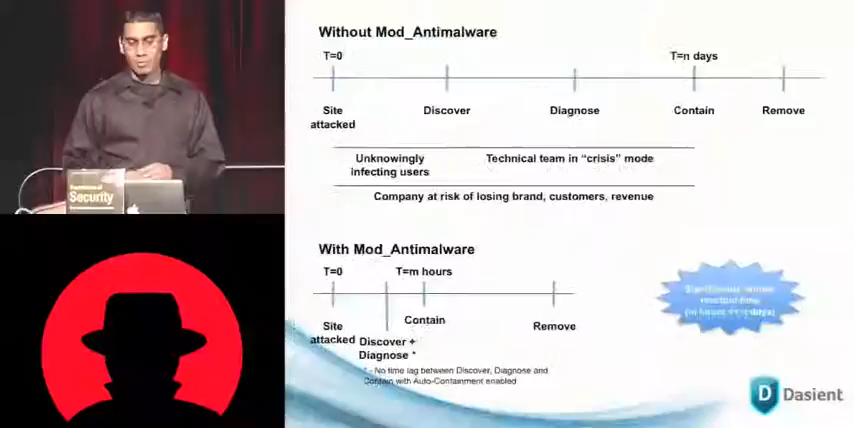 Without Mod_Antimalware
T=0
T=n days
Site
attacked
Discover
Diagnose
Contain
Remove
Unknowingly
infecting users
Technical team in “crisis” mode
Company at risk of losing brand, customers, revenue
With Mod_Antimalware
T=0
T=m hours
Site
attacked
Discover +
Diagnose *
Contain
Remove
* - No time lag between Discover, Diagnose and
Contain with Auto-Containment enabled
D Dasient
Security